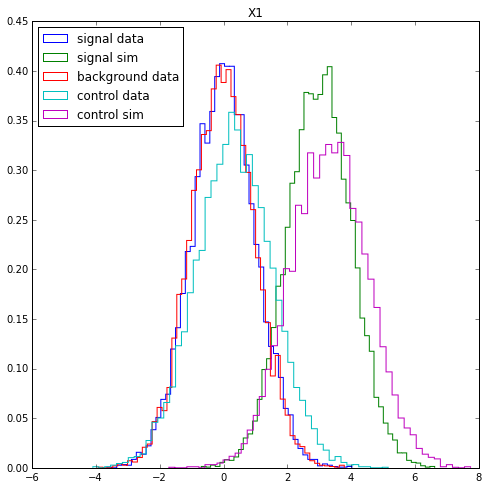 X1
0.45
0.40
0.35
0.30
0.25
0.20
0.15
0.10
0.05
0.00
signal data
signal sim
background data
control data
control sim
−6 −4 −2 0 2 4 6 8